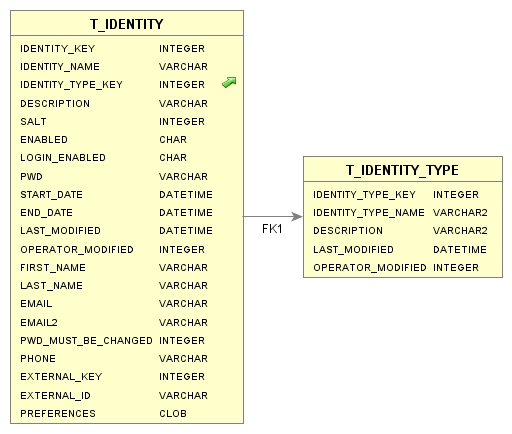 T_IDENTITY
IDENTITY_KEY INTEGER
IDENTITY_NAME VARCHAR
IDENTITY_TYPE_KEY INTEGER
DESCRIPTION VARCHAR
SALT INTEGER
ENABLED CHAR
LOGIN_ENABLED CHAR
PWD VARCHAR
START_DATE DATETIME
END_DATE DATETIME
LAST_MODIFIED DATETIME
OPERATOR_MODIFIED INTEGER
FIRST_NAME VARCHAR
LAST_NAME VARCHAR
EMAIL VARCHAR
EMAIL2 VARCHAR
PWD_MUST_BE_CHANGED INTEGER
PHONE VARCHAR
EXTERNAL_KEY INTEGER
EXTERNAL_ID VARCHAR
PREFERENCES CLOB
FK1
T_IDENTITY_TYPE
IDENTITY_TYPE_KEY INTEGER
IDENTITY_TYPE_NAME VARCHAR2
DESCRIPTION VARCHAR2
LAST_MODIFIED DATETIME
OPERATOR_MODIFIED INTEGER